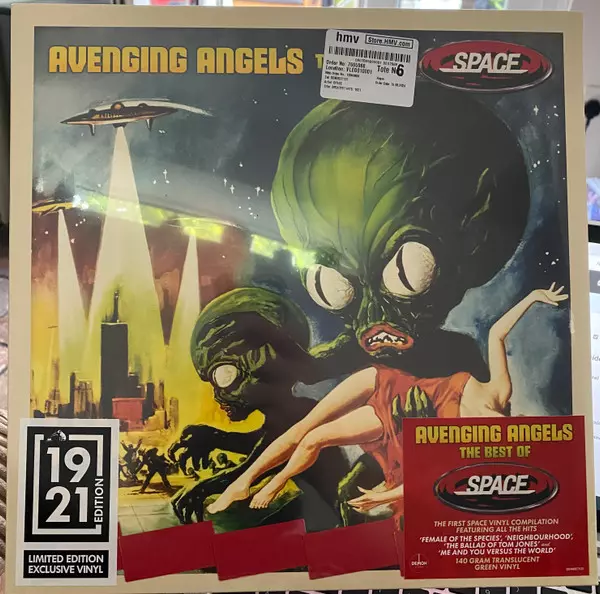 hmv Store.HMV.com
Tote №6
AVENGING ANGELS T
SPACE
19
21
EDITION
LIMITED EDITION
EXCLUSIVE VINYL
AVENGING ANGELS
THE BEST OF
SPACE
THE FIRST SPACE VINYL COMPILATION
FEATURING ALL THE HITS
'FEMALE OF THE SPECIES', 'NEIGHBOURHOOD',
'THE BALLAD OF TOM JONES' and
'ME AND YOU VERSUS THE WORLD'
140 GRAM TRANSLUCENT
GREEN VINYL
DEMON